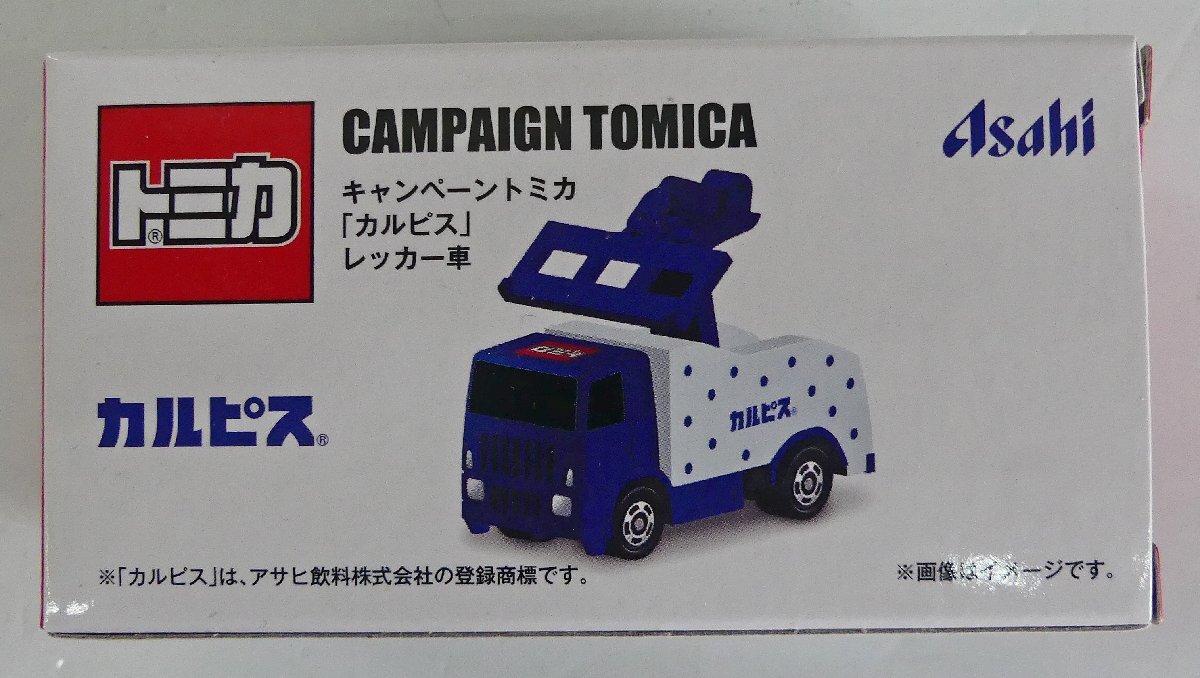 トミカ®
CAMPAIGN TOMICA
Asahi
キャンペーントミカ
「カルピス」
レッカー車
カルピス®
トミカ
カルピス®
※「カルピス」は、アサヒ飲料株式会社の登録商標です。
※画像はイメージです。